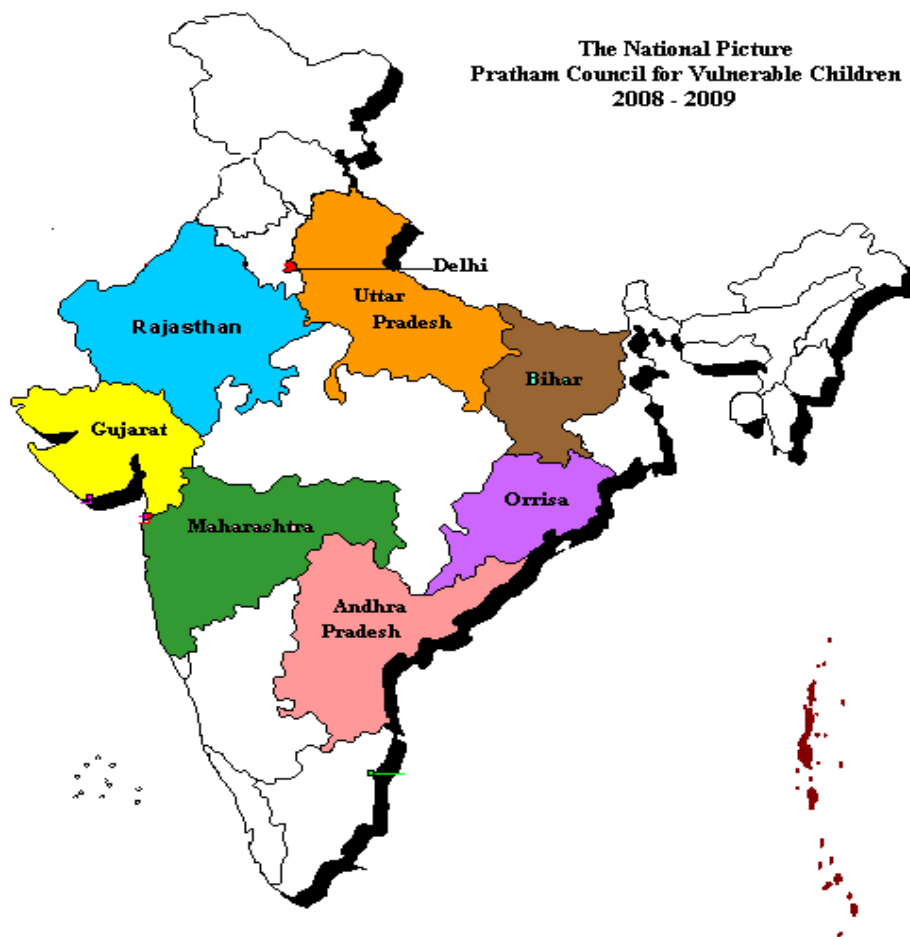 The National Picture
Pratham Council for Vulnerable Children
2008 - 2009
Delhi
Uttar
Pradesh
Rajasthan
Bihar
Gujarat
Orrisa
Maharashtra
Andhra
Pradesh